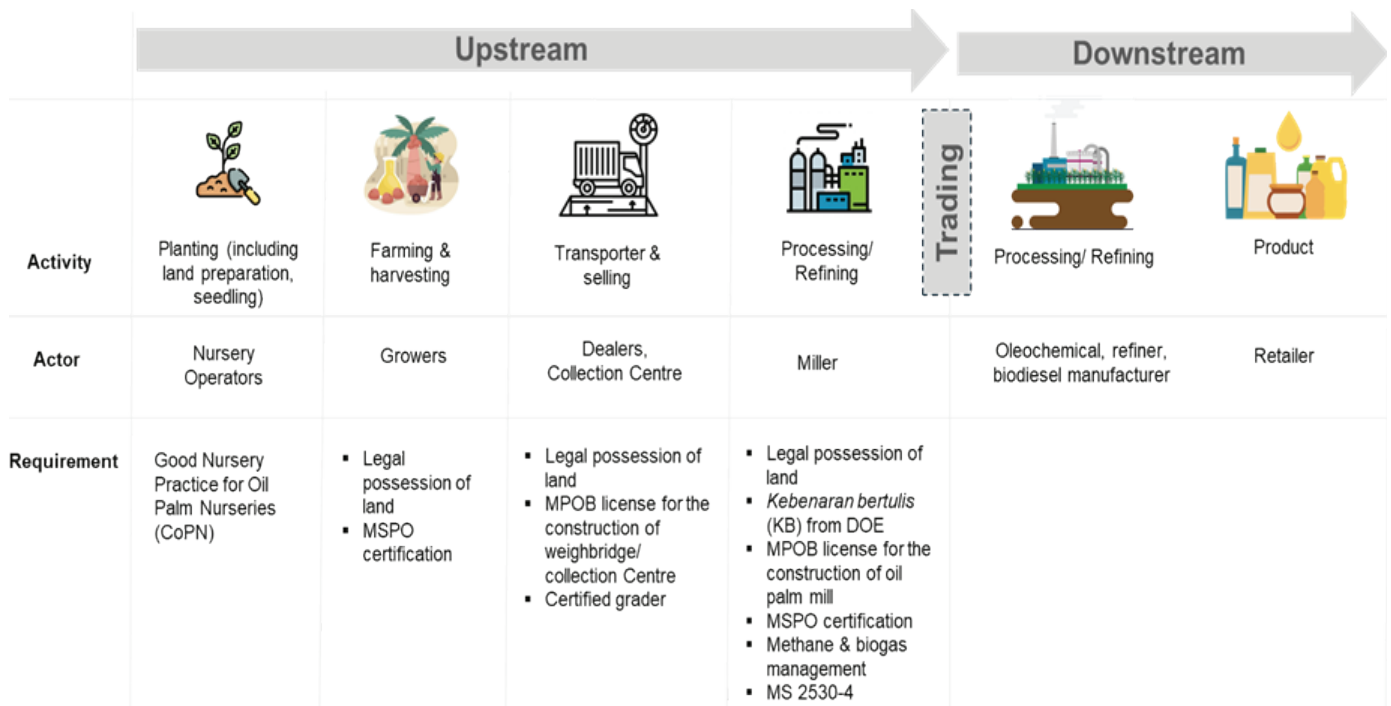 Upstream
Downstream
Trading
Activity
Planting (including
land preparation,
seedling)
Farming &
harvesting
Transporter &
selling
Processing/
Refining
Processing/ Refining
Product
Actor
Nursery
Operators
Growers
Dealers,
Collection Centre
Miller
Oleochemical, refiner,
biodiesel manufacturer
Retailer
Requirement
Good Nursery
Practice for Oil
Palm Nurseries
(CoPN)
▪ Legal
possession of
land
▪ MSPO
certification
▪ Legal possession of
land
▪ MPOB license for the
construction of
weighbridge/
collection Centre
▪ Certified grader
▪ Legal possession of
land
▪ Kebenaran bertulis
(KB) from DOE
▪ MPOB license for the
construction of oil
palm mill
▪ MSPO certification
▪ Methane & biogas
management
▪ MS 2530-4